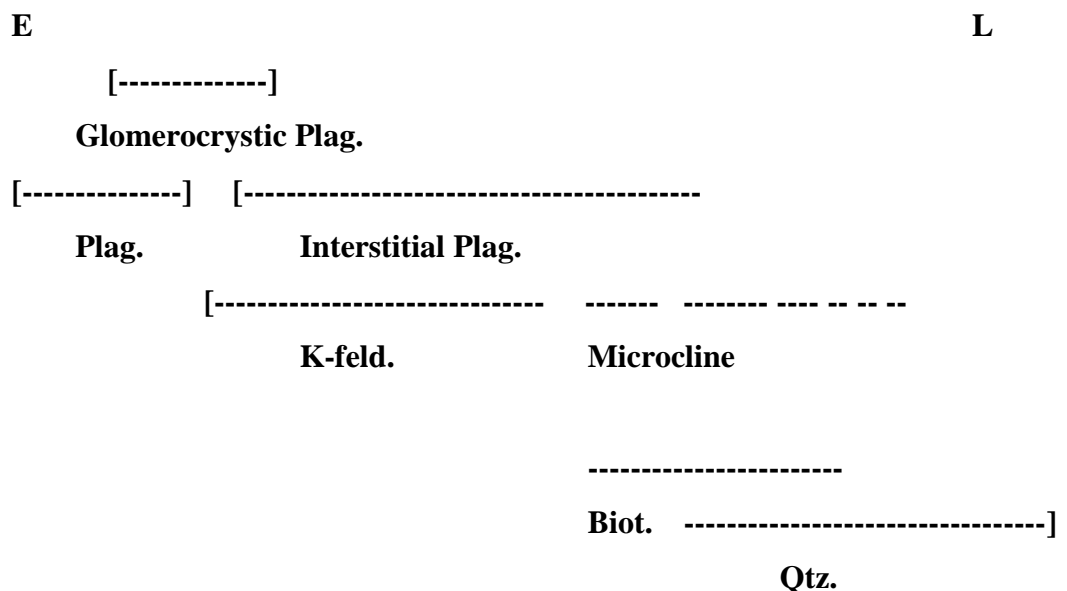 E L
[--------------]
Glomerocrystic Plag.
[---------------] [-------------------------------------------
Plag. Interstitial Plag.
[------------------------------- ------- -------- ---- -- -- --
K-feld. Microcline
------------------------
Biot. ----------------------------------]
Qtz.